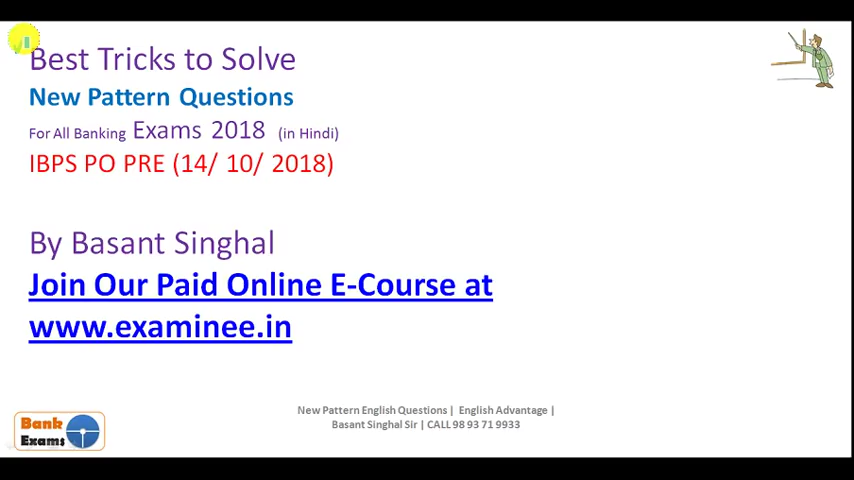 Best Tricks to Solve
New Pattern Questions
For All Banking Exams 2018 (in Hindi)
IBPS PO PRE (14/ 10/ 2018)
By Basant Singhal
Join Our Paid Online E-Course at
www.examinee.in
New Pattern English Questions | English Advantage |
Basant Singhal Sir | CALL 98 93 71 9933
Bank
Exams